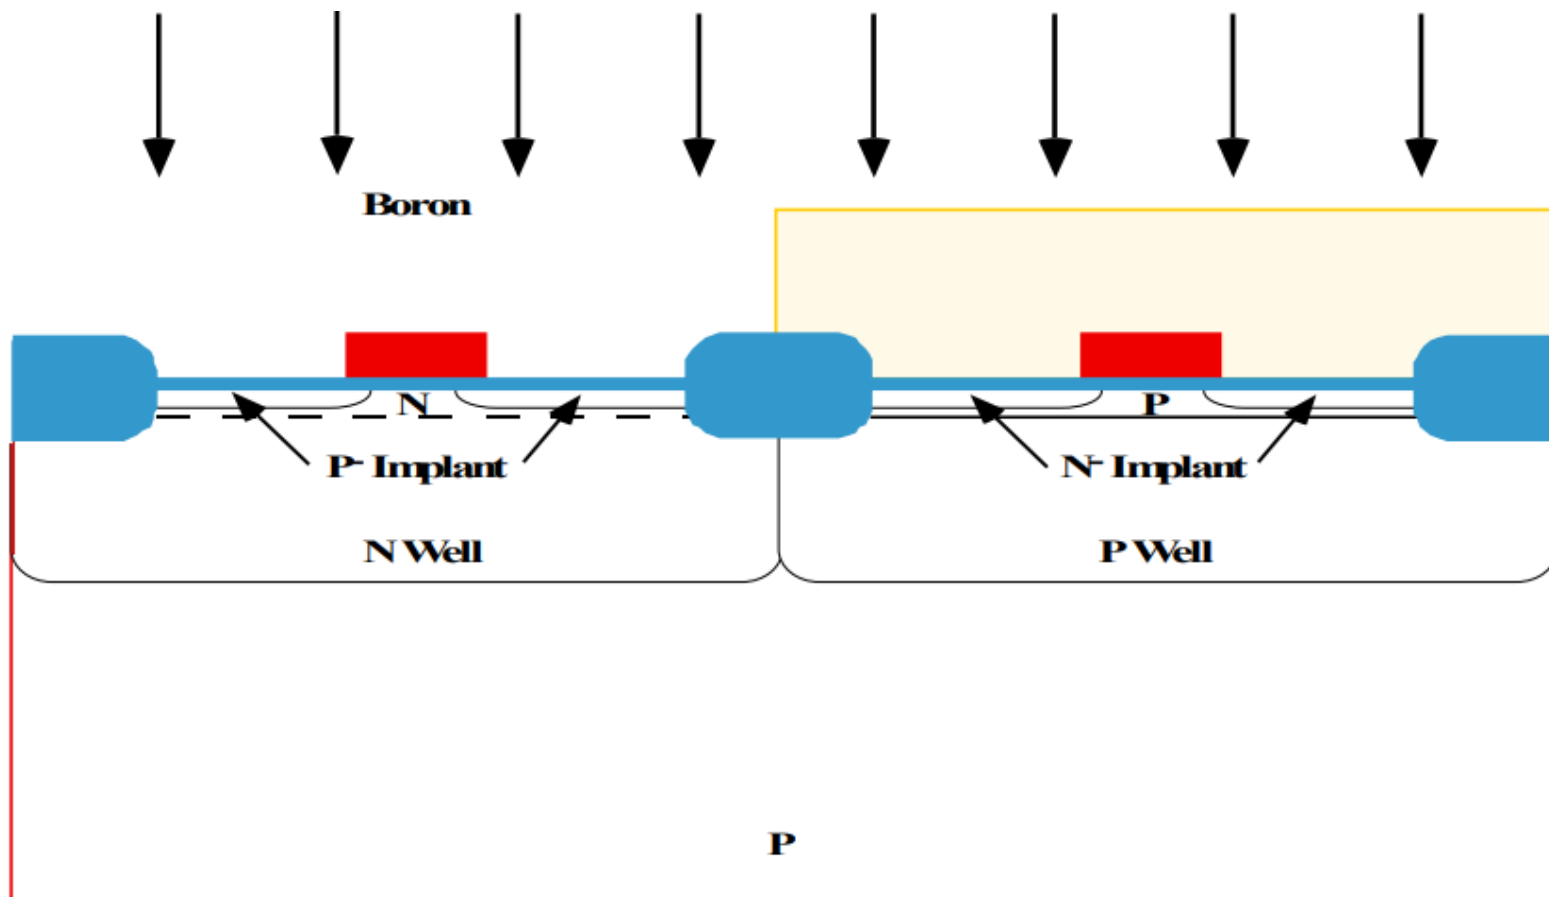 Boron
N
P
P- Implant
N- Implant
N Well
P Well
P